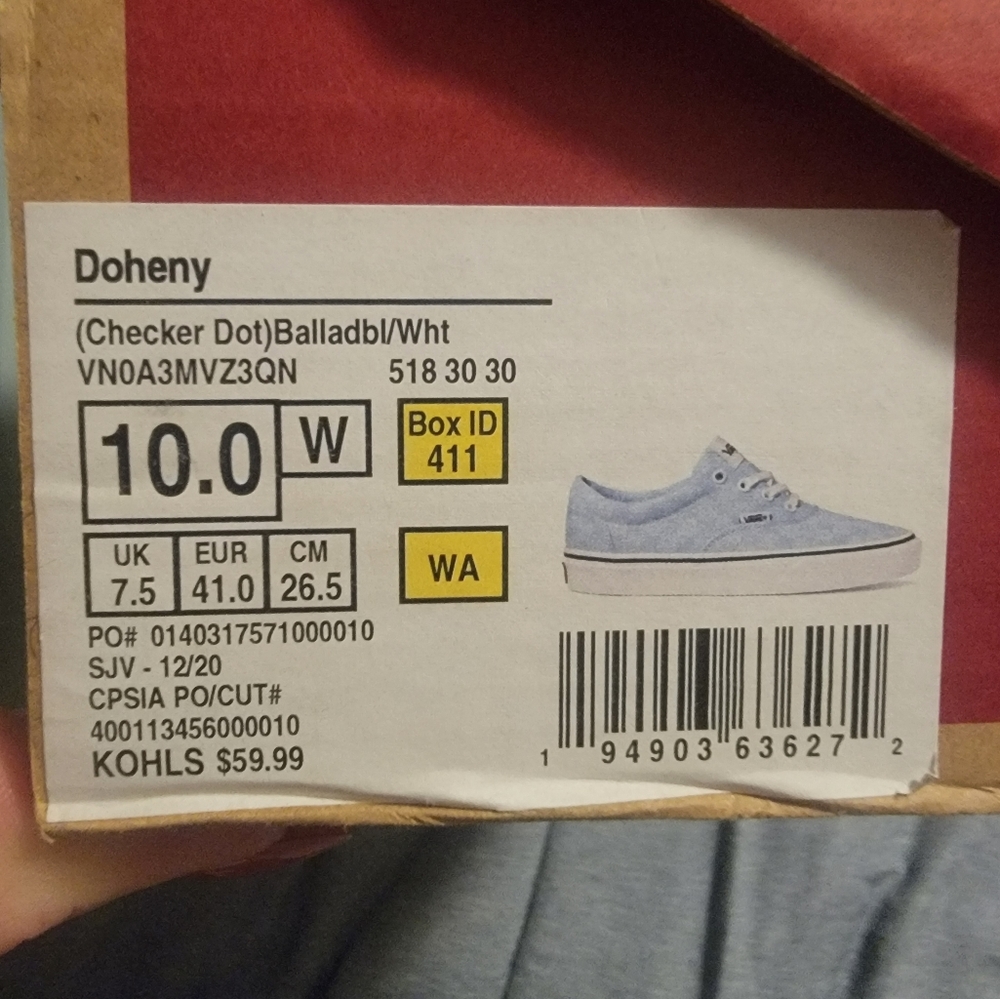 Doheny
(Checker Dot)Balladbl/Wht
VN0A3MVZ3QN 518 30 30
10.0 W
Box ID
411
UK EUR CM
7.5 41.0 26.5
WA
PO# 0140317571000010
SJV - 12/20
CPSIA PO/CUT#
400113456000010
KOHLS $59.99
1 94903 63627 2